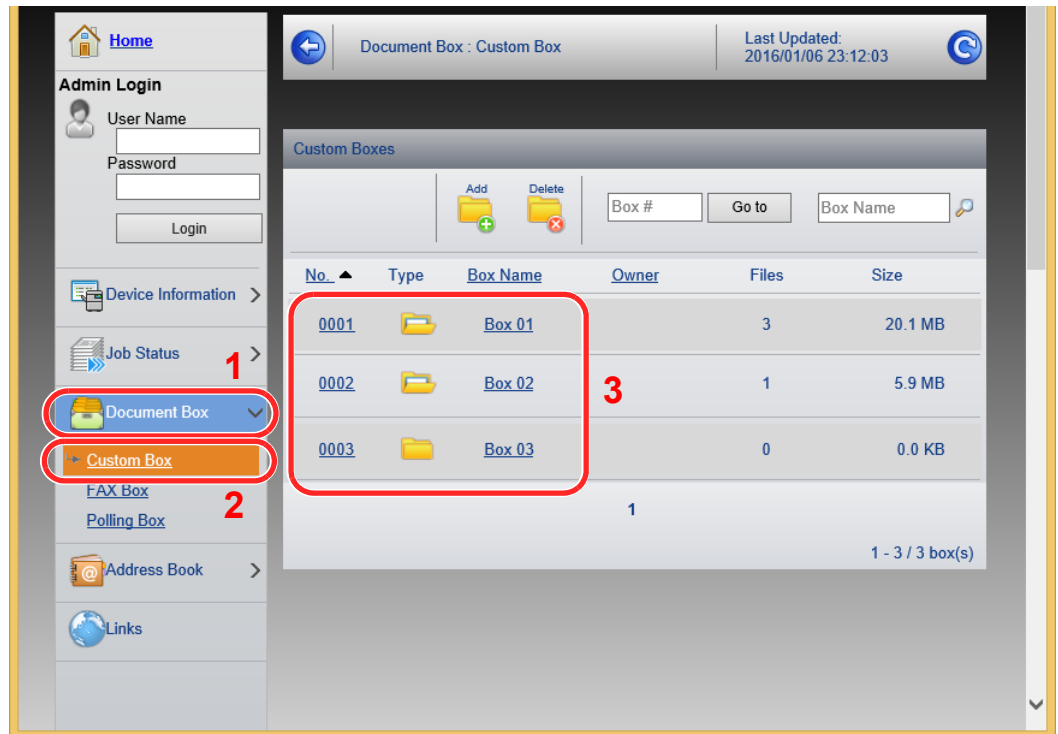 Home
Document Box : Custom Box
Last Updated:
2016/01/06 23:12:03
Admin Login
User Name
Password
Login
Custom Boxes
Add
Delete
Box #
Go to
Box Name
No. Type Box Name Owner Files Size
0001 Box 01 3 20.1 MB
0002 Box 02 1 5.9 MB
0003 Box 03 0 0.0 KB
3
1
1 - 3 / 3 box(s)
Device Information
Job Status
1
Document Box
Custom Box
FAX Box
2
Polling Box
@
Address Book
Links